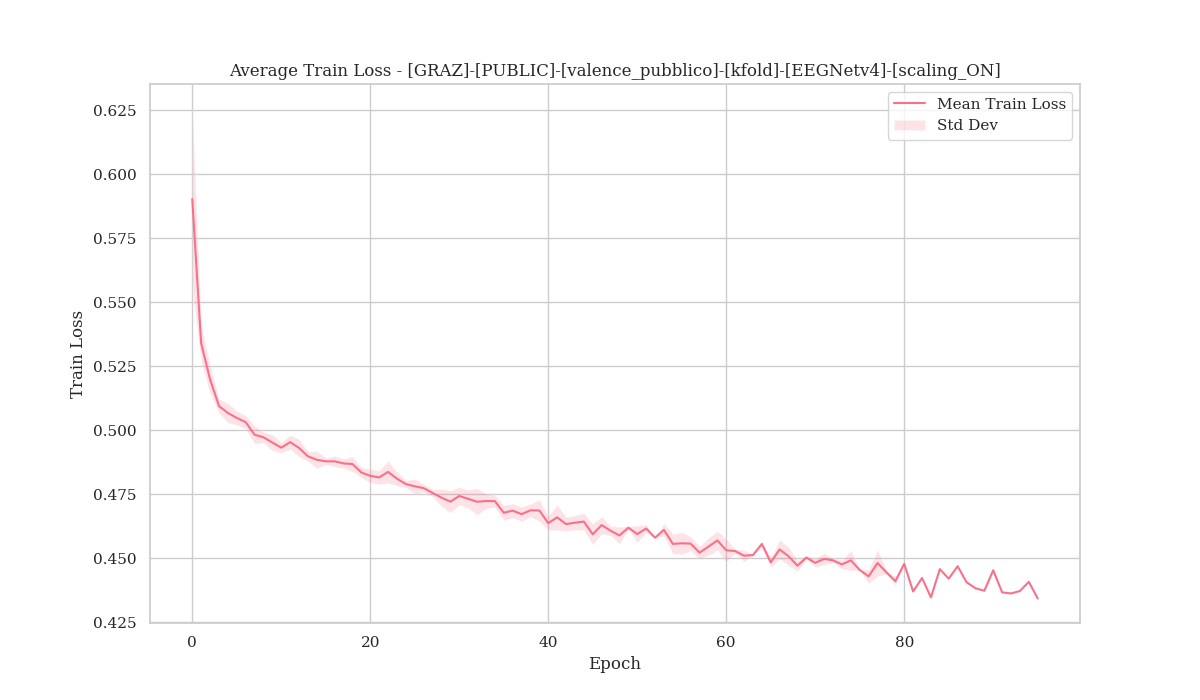 Average Train Loss - [GRAZ]-[PUBLIC]-[valence_pubblico]-[kfold]-[EEGNetv4]-[scaling_ON]
Mean Train Loss
Std Dev
0.625
0.600
0.575
0.550
0.525
0.500
0.475
0.450
0.425
Train Loss
0
20
40
60
80
Epoch